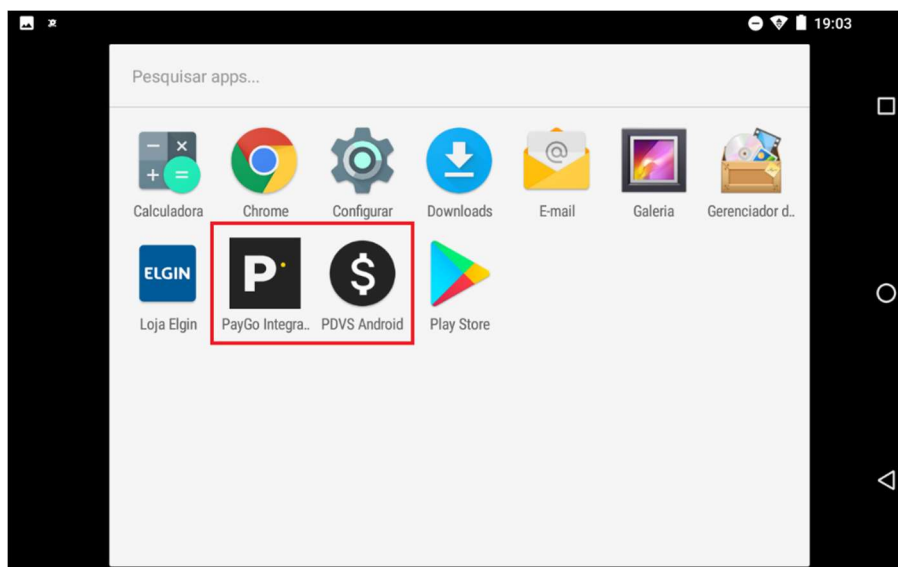 19:03
Pesquisar apps...
Calculadora Chrome Configurar Downloads E-mail Galeria Gerenciador d..
ELGIN P $
Loja Elgin PayGo Integra.. PDVS Android Play Store